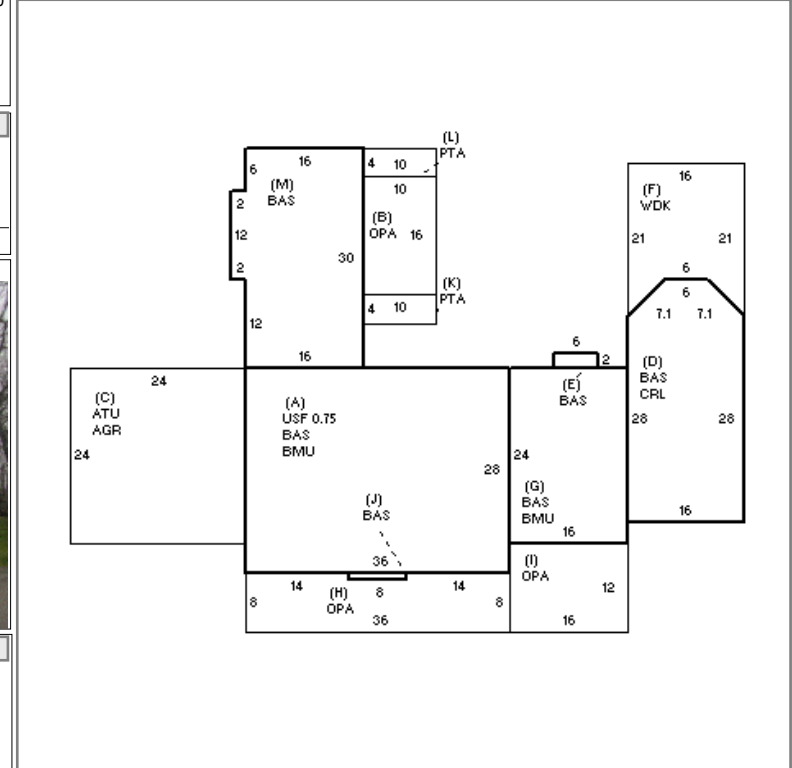 (L)
PTA
6
16
4 10
(M)
BAS
10
2
(B)
OPA 16
12
30
2
(K)
PTA
4 10
12
16
16
(F)
WDK
21
21
6
6
7.1 7.1
6
2
(E)
BAS
(D)
BAS
CRL
28
28
16
24
(C)
ATU
AGR
24
(A)
USF 0.75
BAS
BMU
28
(J)
BAS
36
24
(G)
BAS
BMU
16
14
8
14
8
(H)
OPA
8
36
(I)
OPA
12
16